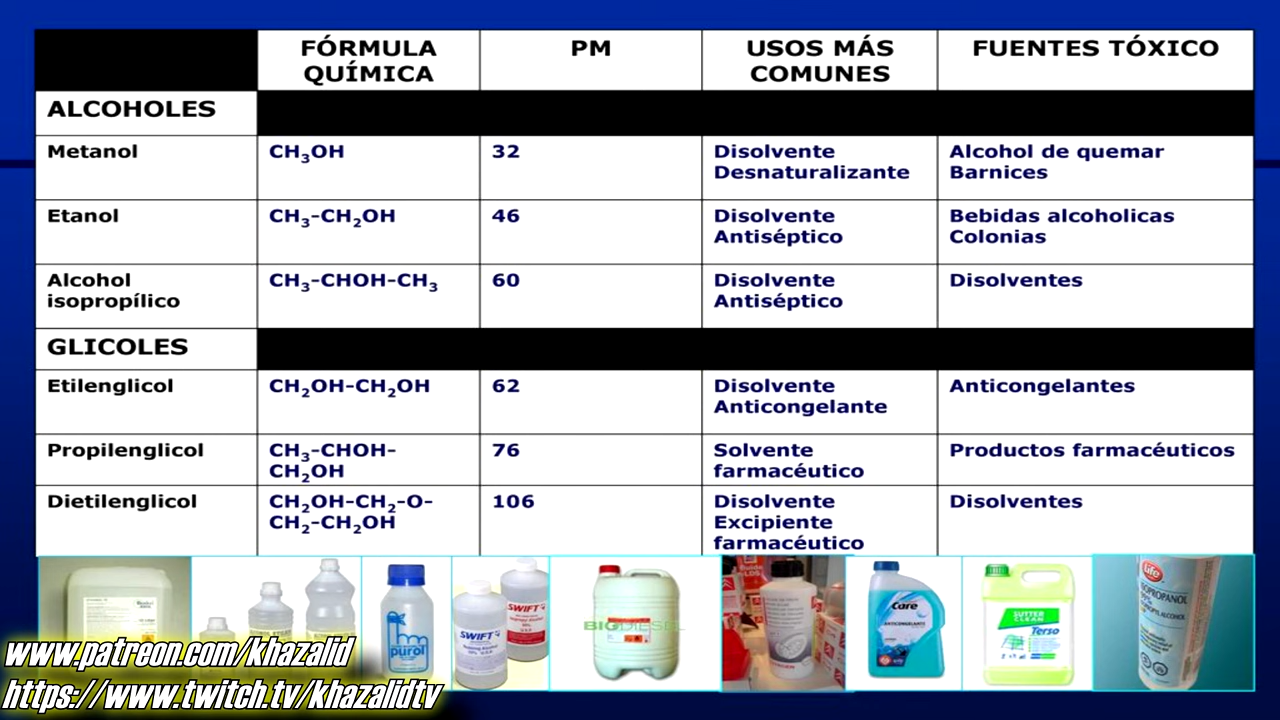 FÓRMULA QUÍMICA PM USOS MÁS COMUNES FUENTES TÓXICO
ALCOHOLES
Metanol CH₃OH 32 Disolvente Desnaturalizante Alcohol de quemar Barnices
Etanol CH₃-CH₂OH 46 Disolvente Antiséptico Bebidas alcoholicas Colonias
Alcohol isopropílico CH₃-CHOH-CH₃ 60 Disolvente Antiséptico Disolventes
GLICOLES
Etilenglicol CH₂OH-CH₂OH 62 Disolvente Anticongelante Anticongelantes
Propilenglicol CH₃-CHOH-CH₂OH 76 Solvente farmacéutico Productos farmacéuticos
Dietilenglicol CH₂OH-CH₂-O-CH₂-CH₂OH 106 Disolvente Excipiente farmacéutico Disolventes
purol
SWIFT
SWIFT
BIODIESEL
Care
ANTICONGELANTE
SUTTER
CLEAN
Terso
life
ISOPROPANOL
www.patreon.com/khazalid
https://www.twitch.tv/khazalidtv